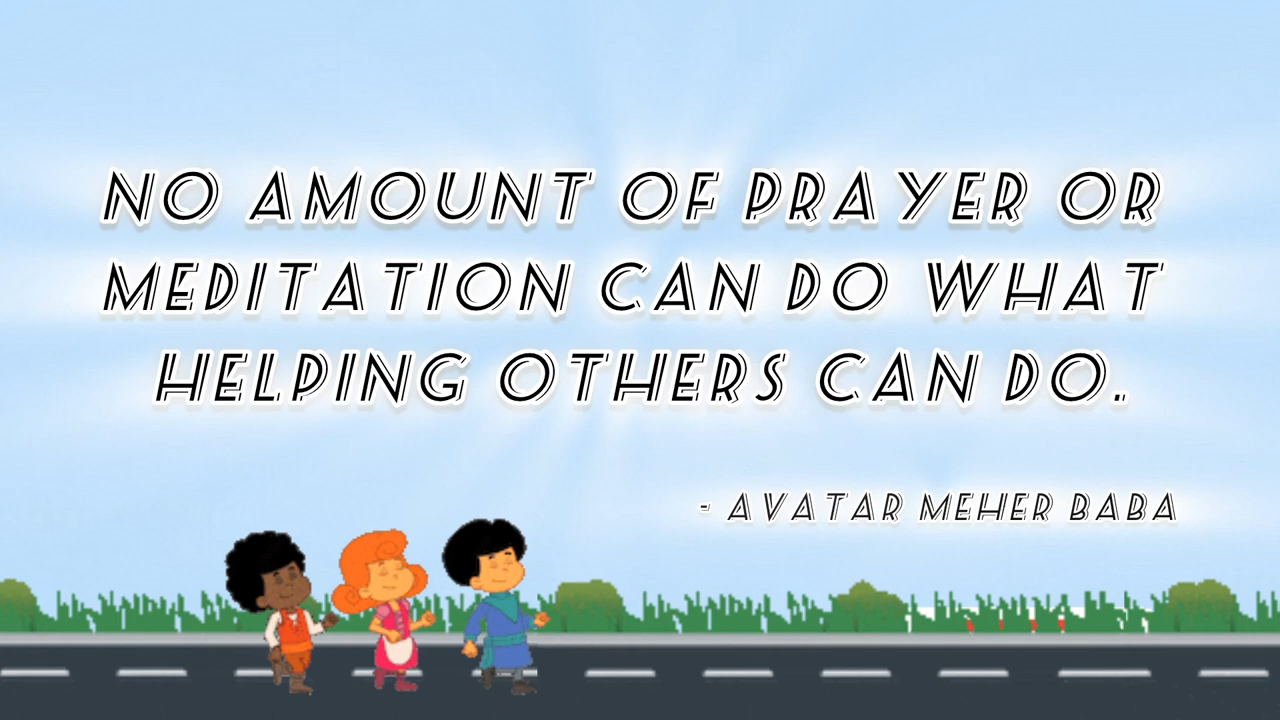 NO AMOUNT OF PRAYER OR
MEDITATION CAN DO WHAT
HELPING OTHERS CAN DO.
- AVATAR MEHER BABA